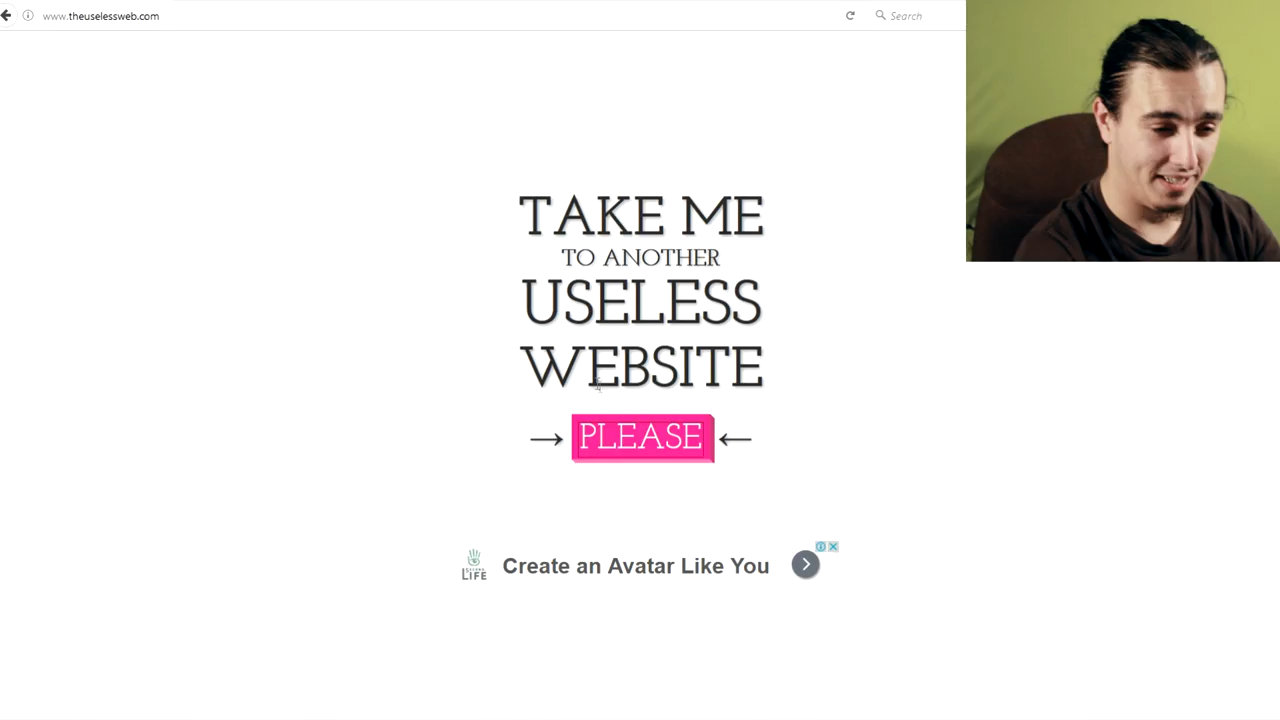 www.theuselessweb.com
Search
TAKE ME
TO ANOTHER
USELESS
WEBSITE
→ PLEASE ←
Create an Avatar Like You
LIFE